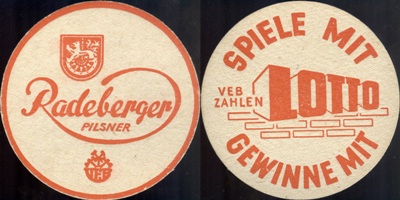 Radeberger
PILSNER
SPIELE MIT
VEB
ZAHLEN
LOTTO
GEWINNE MIT